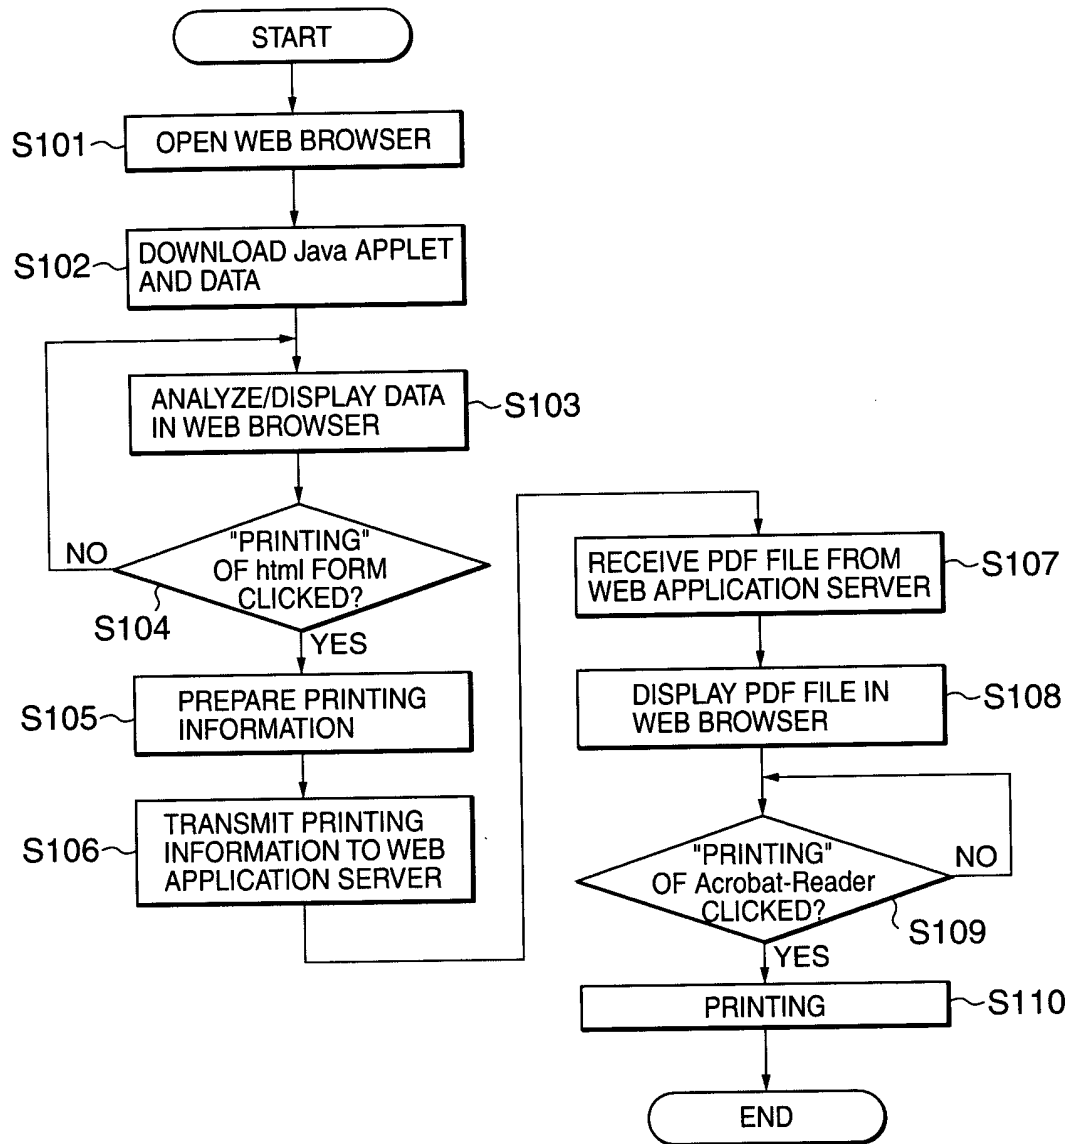 START
S101
OPEN WEB BROWSER
S102
DOWNLOAD Java APPLET
AND DATA
ANALYZE/DISPLAY DATA
IN WEB BROWSER
S103
"PRINTING"
OF html FORM
CLICKED?
NO
S104
YES
S105
PREPARE PRINTING
INFORMATION
S106
TRANSMIT PRINTING
INFORMATION TO WEB
APPLICATION SERVER
RECEIVE PDF FILE FROM
WEB APPLICATION SERVER
S107
DISPLAY PDF FILE IN
WEB BROWSER
S108
"PRINTING"
OF Acrobat-Reader
CLICKED?
NO
S109
YES
PRINTING
S110
END